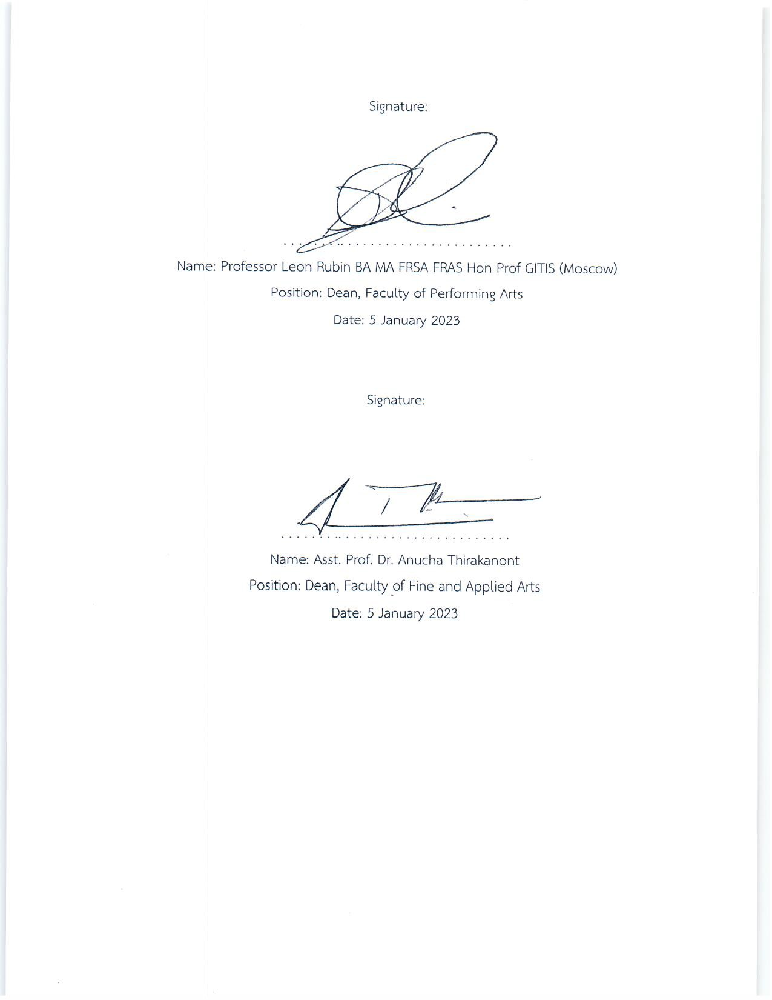 Signature:
Name: Professor Leon Rubin BA MA FRSA FRAS Hon Prof GITIS (Moscow)
Position: Dean, Faculty of Performing Arts
Date: 5 January 2023
Signature:
Name: Asst. Prof. Dr. Anucha Thirakanont
Position: Dean, Faculty of Fine and Applied Arts
Date: 5 January 2023